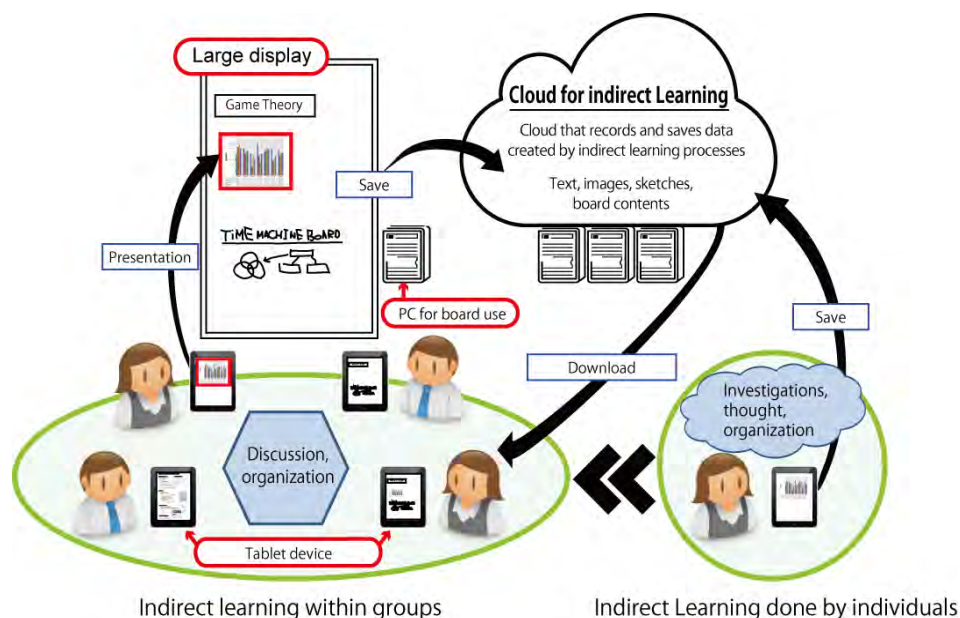 Large display
Game Theory
TiME MACHINE BOARD
Presentation
Save
PC for board use
Cloud for indirect Learning
Cloud that records and saves data
created by indirect learning processes
Text, images, sketches,
board contents
Download
Save
Investigations,
thought,
organization
Discussion,
organization
Tablet device
Indirect learning within groups
Indirect Learning done by individuals